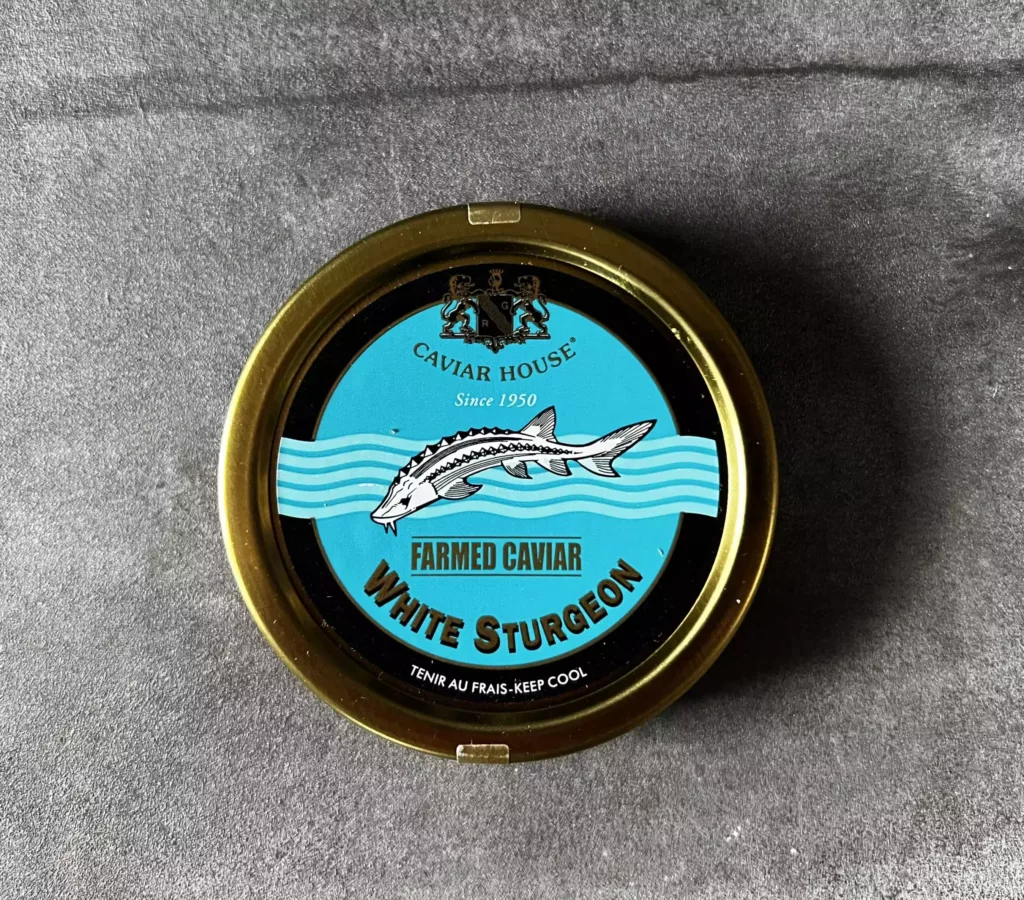 R G
CAVIAR HOUSE®
Since 1950
FARMED CAVIAR
WHITE STURGEON
TENIR AU FRAIS-KEEP COOL